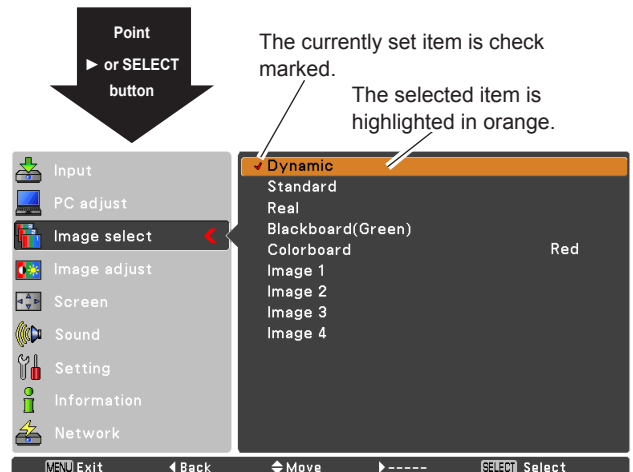 Point
► or SELECT
button
The currently set item is check
marked.
The selected item is
highlighted in orange.
Input
PC adjust
Image select
Image adjust
Screen
Sound
Setting
Information
Network
Dynamic
Standard
Real
Blackboard(Green)
Colorboard Red
Image 1
Image 2
Image 3
Image 4
MENU Exit ◀Back Move ▶----- SELECT Select